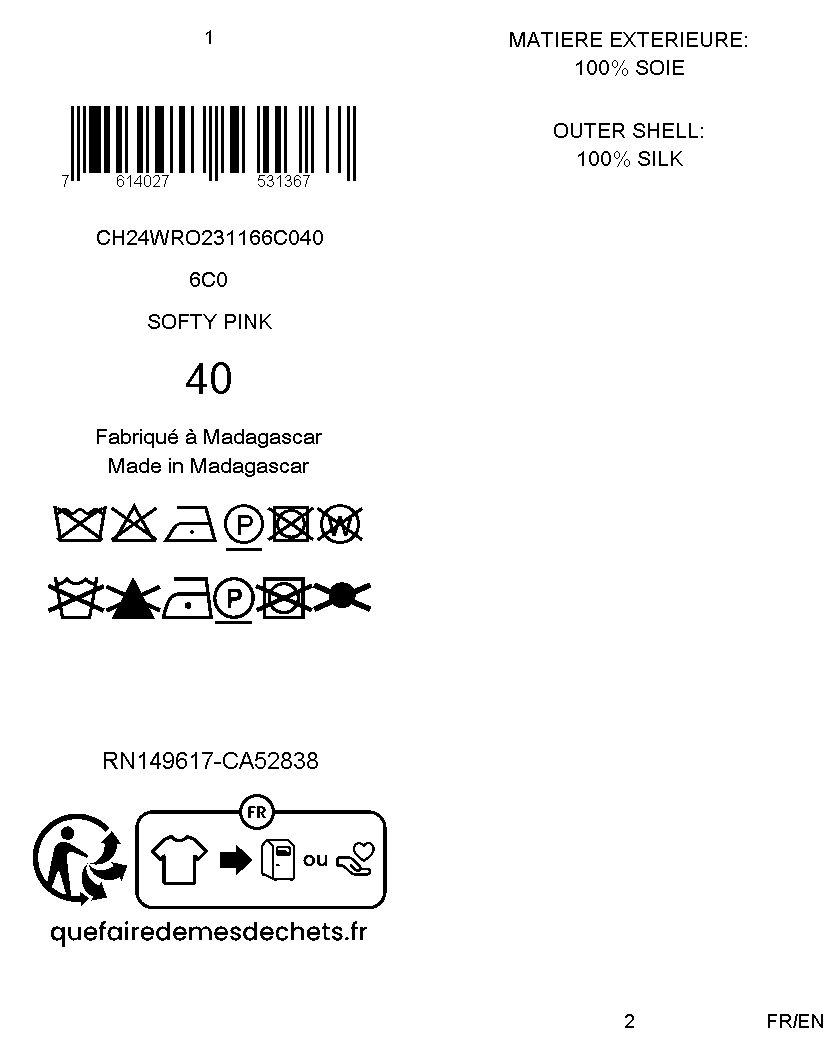 1
7 614027 531367
CH24WRO231166C040
6C0
SOFTY PINK
40
Fabriqué à Madagascar
Made in Madagascar
P
W
P
RN149617-CA52838
FR
ou
quefairedemesdechets.fr
MATIERE EXTERIEURE:
100% SOIE
OUTER SHELL:
100% SILK
2
FR/EN